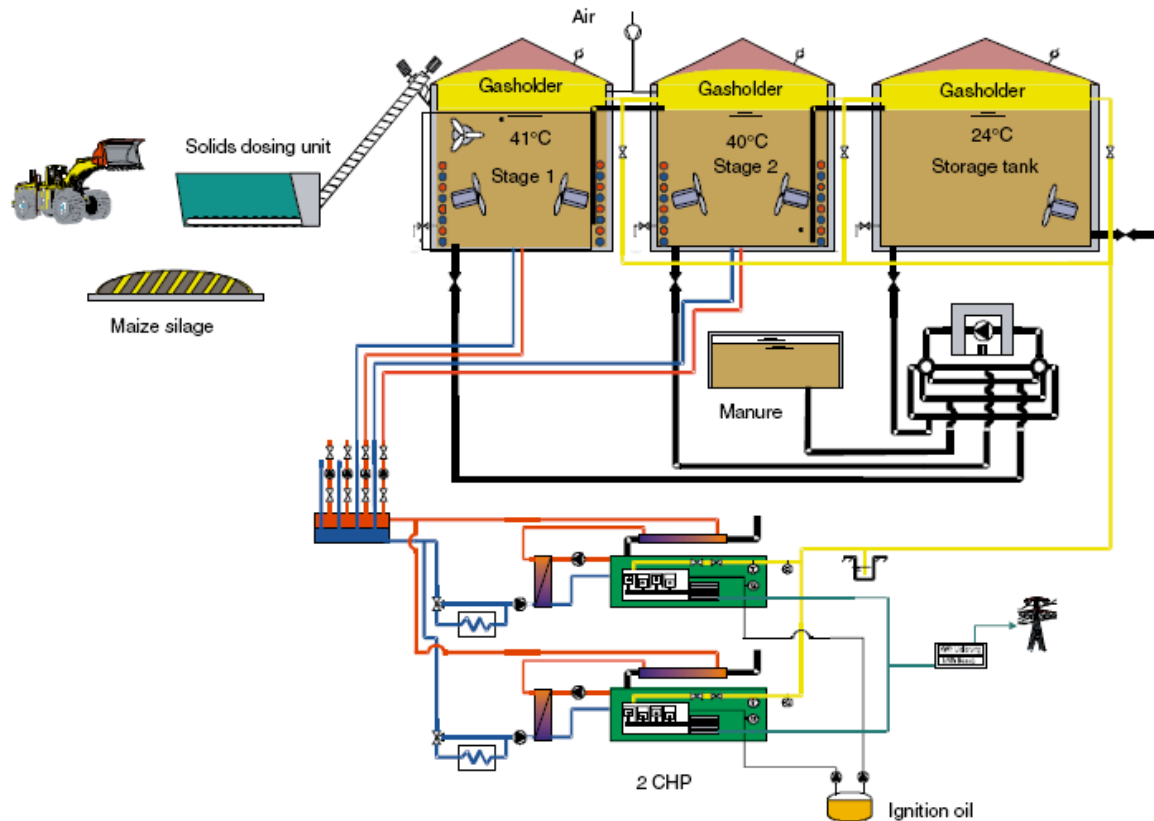 Air
Gasholder
Gasholder
Gasholder
Solids dosing unit
41°C
40°C
24°C
Stage 1
Stage 2
Storage tank
Maize silage
Manure
2 CHP
Ignition oil